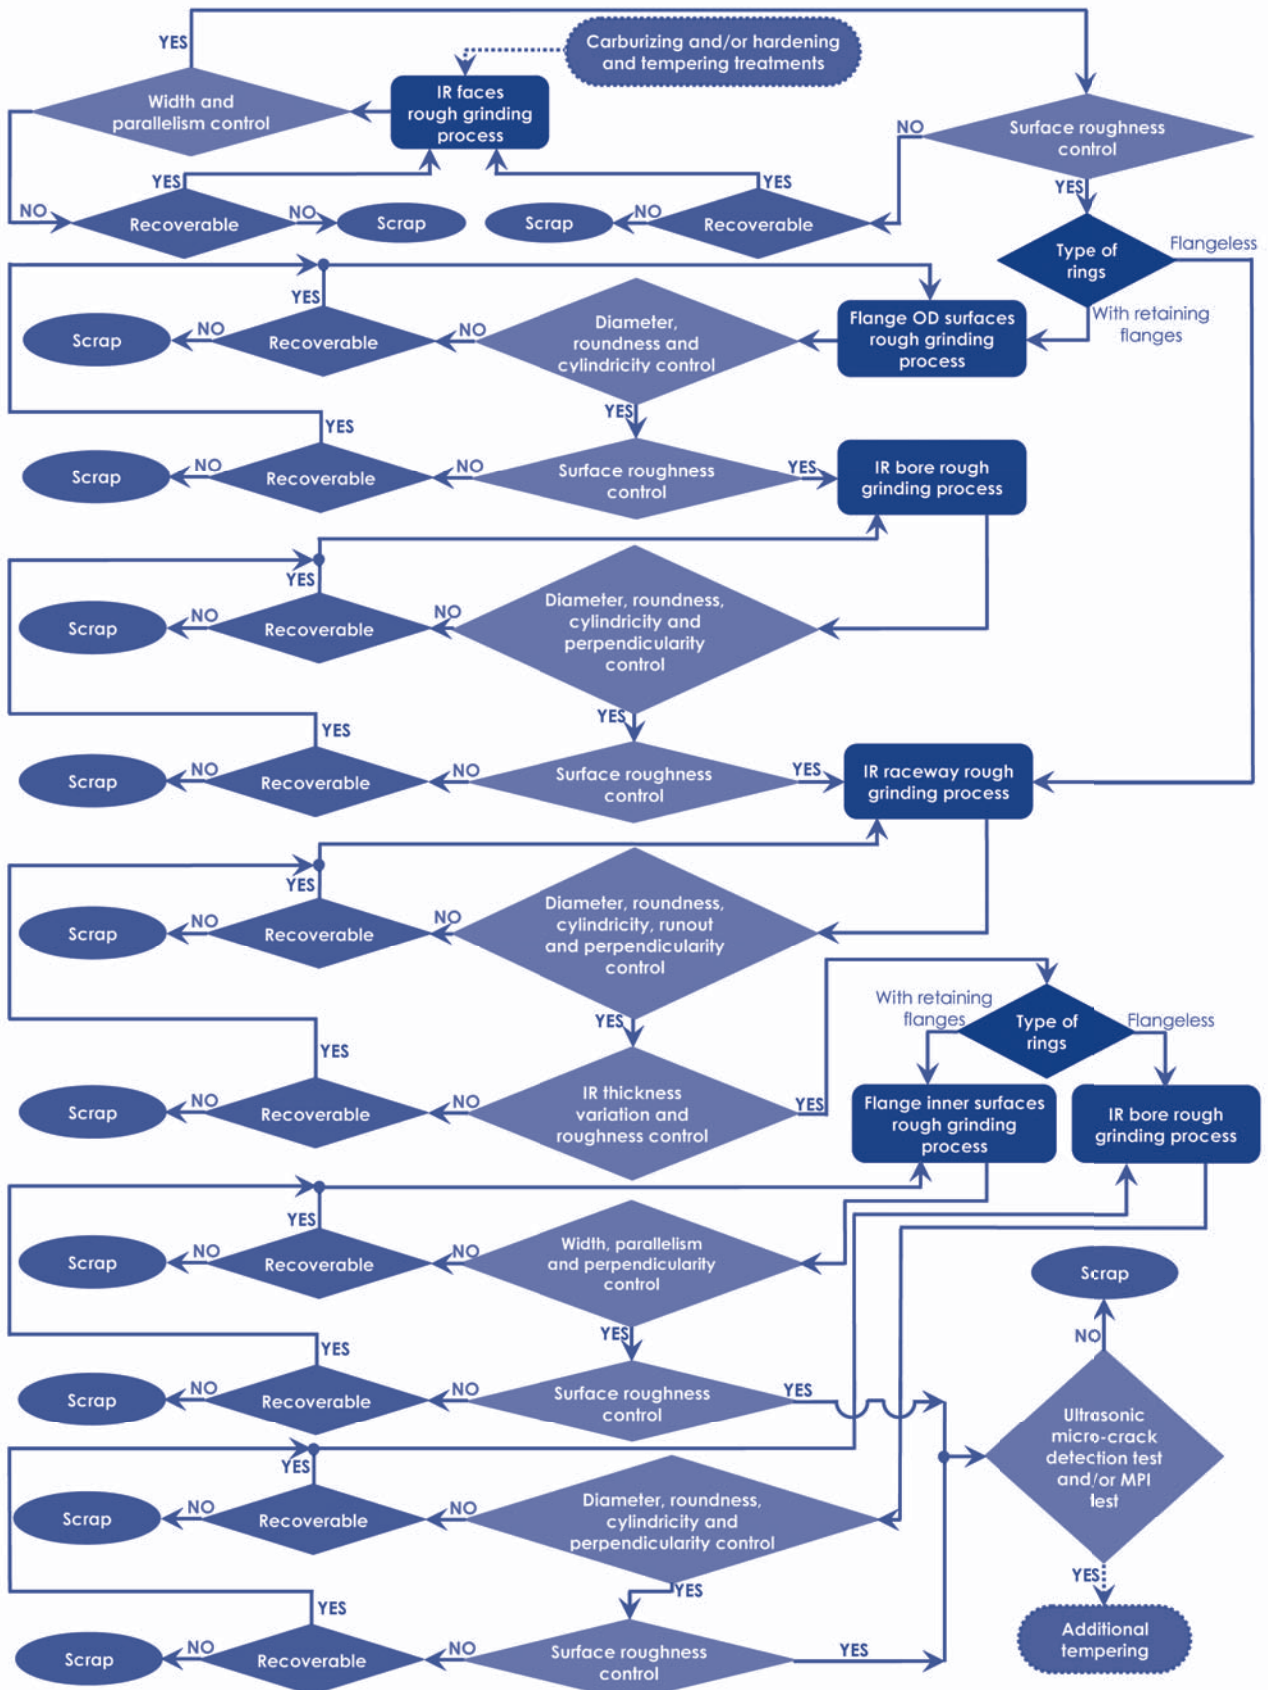 YES
Carburizing and/or hardening
and tempering treatments
IR faces
rough grinding
process
Width and
parallelism control
Surface roughness
control
NO
YES
YES
YES
NO
Recoverable
NO
Scrap
Scrap
NO
Recoverable
Type of
rings
Flangeless
With retaining
flanges
YES
Scrap
NO
Recoverable
NO
Diameter,
roundness and
cylindricity control
Flange OD surfaces
rough grinding
process
YES
YES
Scrap
NO
Recoverable
NO
Surface roughness
control
YES
IR bore rough
grinding process
YES
Scrap
NO
Recoverable
NO
Diameter, roundness,
cylindricity and
perpendicularity
control
YES
YES
Scrap
NO
Recoverable
NO
Surface roughness
control
YES
IR raceway rough
grinding process
YES
Scrap
NO
Recoverable
NO
Diameter, roundness,
cylindricity, runout
and perpendicularity
control
With retaining
flanges
Type of
rings
Flangeless
YES
YES
Scrap
NO
Recoverable
NO
IR thickness
variation and
roughness control
YES
Flange inner surfaces
rough grinding
process
IR bore rough
grinding process
YES
Scrap
NO
Recoverable
NO
Width, parallelism
and perpendicularity
control
Scrap
YES
YES
NO
Scrap
NO
Recoverable
NO
Surface roughness
control
YES
Ultrasonic
micro-crack
detection test
and/or MPI
test
YES
Scrap
NO
Recoverable
NO
Diameter, roundness,
cylindricity and
perpendicularity control
YES
YES
YES
Scrap
NO
Recoverable
NO
Surface roughness
control
YES
Additional
tempering